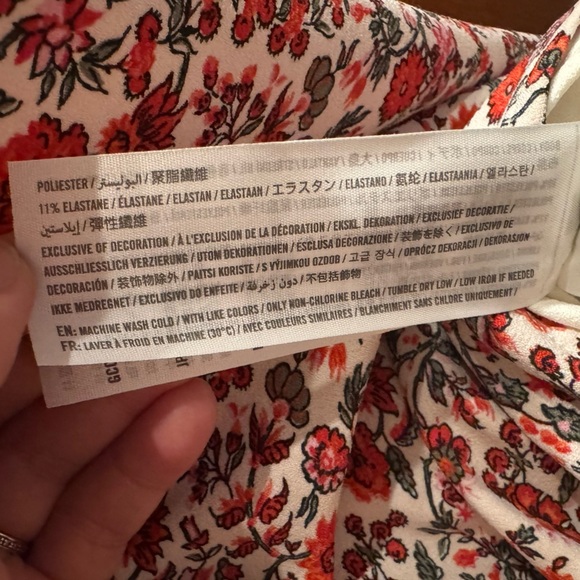 POLIESTER / البوليستر / 聚脂纖維
11% ELASTANE / ÉLASTANE / ELASTAN / ELASTAAN / エラスタン / ELASTANO / 氨纶 / ELASTAANIA / 엘라스탄 /
إيلاستين / 彈性纖維
EXCLUSIVE OF DECORATION / À L'EXCLUSION DE LA DÉCORATION / EKSKL. DEKORATION / EXCLUSIEF DECORATIE /
AUSSCHLIESSLICH VERZIERUNG / UTOM DEKORATIONEN / ESCLUSA DECORAZIONE / 装飾を除く / EXCLUSIVO DE
DECORACIÓN / 装饰物除外 / PAITSI KORISTE / S VÝJIMKOU OZDOB / 고급 장식 / OPRÓCZ DEKORACJI / DEKORASJON
IKKE MEDREGNET / EXCLUSIVO DO ENFEITE / دون زخرفة / 不包括飾物
EN: MACHINE WASH COLD / WITH LIKE COLORS / ONLY NON-CHLORINE BLEACH / TUMBLE DRY LOW / LOW IRON IF NEEDED
FR: LAVER À FROID EN MACHINE (30°C) / AVEC COULEURS SIMILAIRES / BLANCHIMENT SANS CHLORE UNIQUEMENT /